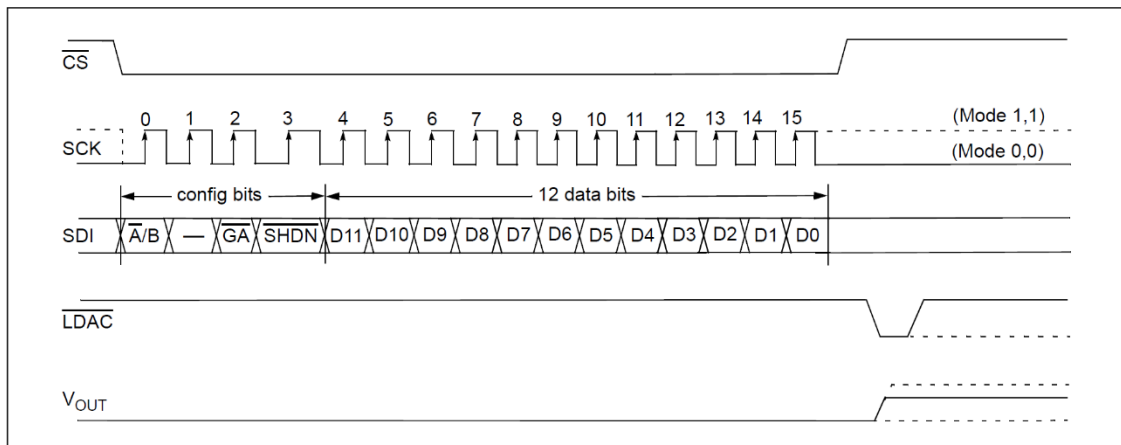 CS
0 1 2 3 4 5 6 7 8 9 10 11 12 13 14 15 (Mode 1,1)
SCK (Mode 0,0)
config bits 12 data bits
SDI A/B — GA SHDN D11 D10 D9 D8 D7 D6 D5 D4 D3 D2 D1 D0
LDAC
VOUT